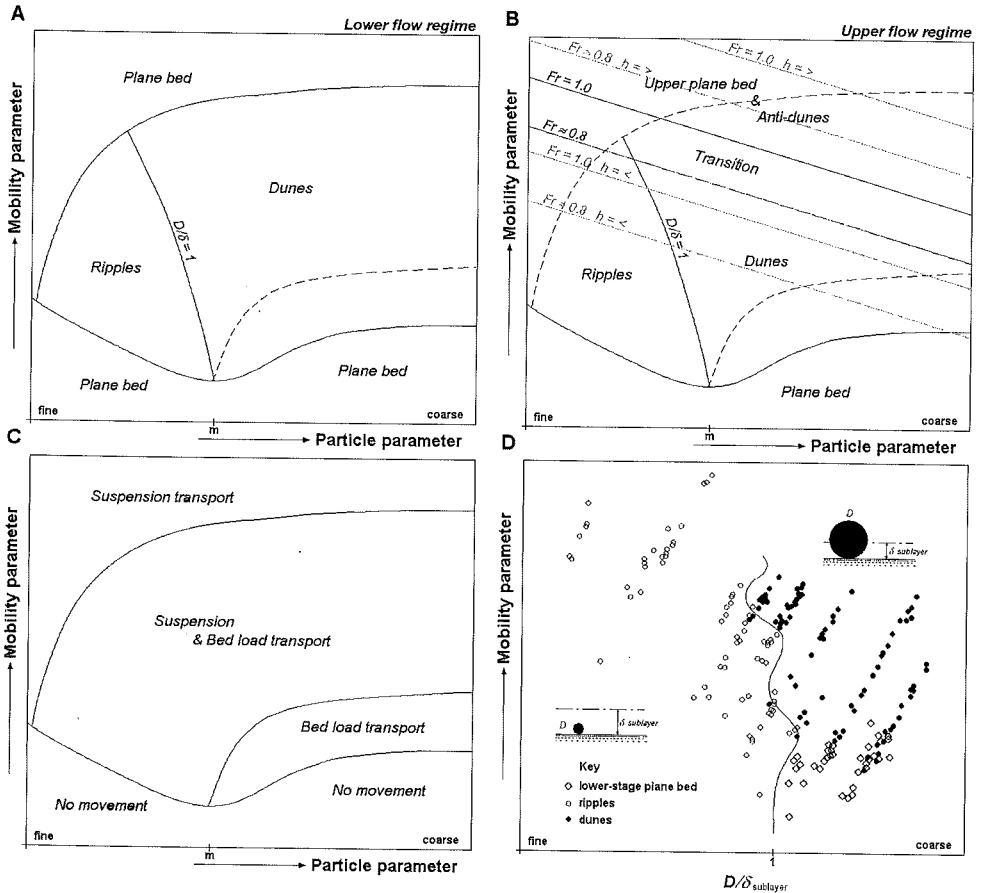 A
Lower flow regime
Plane bed
Dunes
D/δ = 1
Ripples
Plane bed
Plane bed
fine
coarse
m
Particle parameter
Mobility parameter
B
Upper flow regime
Fr ≈ 0.8 h = >
Fr = 1.0 h = >
Upper plane bed
&
Anti-dunes
Fr = 1.0
Fr ≈ 0.8
Transition
Fr = 1.0 h = <
Fr ≠ 0.8 h = <
D/δ = 1
Ripples
Dunes
Plane bed
fine
coarse
m
Particle parameter
Mobility parameter
C
Suspension transport
Suspension
& Bed load transport
Bed load transport
No movement
No movement
fine
coarse
m
Particle parameter
Mobility parameter
D
D
δ sublayer
D
δ sublayer
Key
lower-stage plane bed
ripples
dunes
fine
coarse
1
D/δ sublayer
Mobility parameter